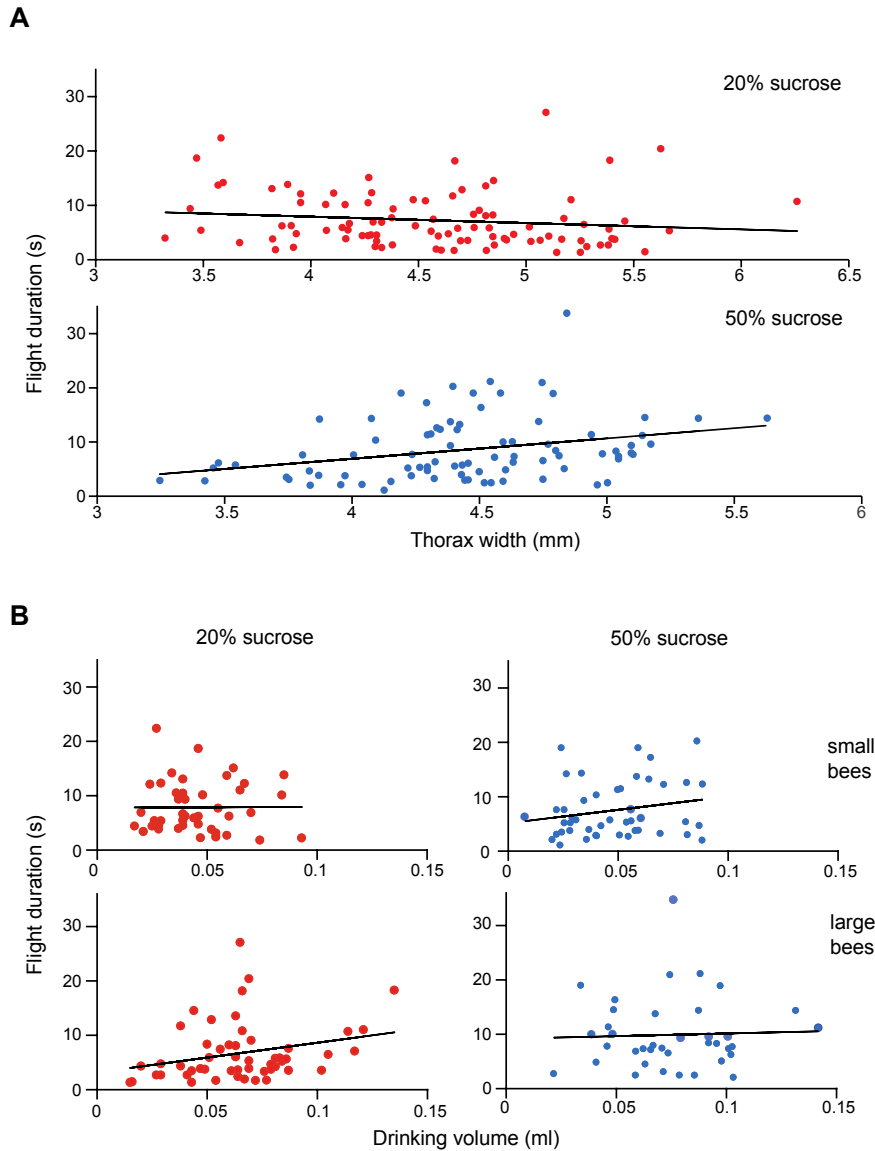 A
20% sucrose
30
20
10
0
3 3.5 4 4.5 5 5.5 6 6.5
50% sucrose
30
20
10
0
3 3.5 4 4.5 5 5.5 6
Flight duration (s)
Thorax width (mm)
B
20% sucrose
50% sucrose
30
20
10
0
0 0.05 0.1 0.15
30
20
10
0
0 0.05 0.1 0.15
small
bees
Flight duration (s)
30
20
10
0
0 0.05 0.1 0.15
30
20
10
0
0 0.05 0.1 0.15
large
bees
Drinking volume (ml)